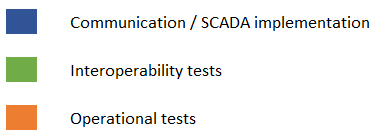 Communication / SCADA implementation
Interoperability tests
Operational tests